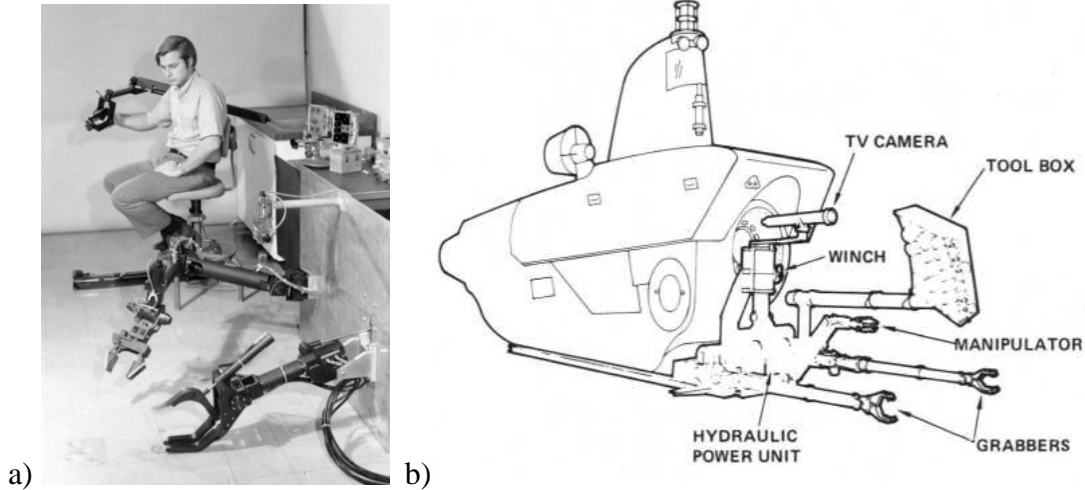 a)
b)
TV CAMERA
TOOL BOX
WINCH
MANIPULATOR
HYDRAULIC
POWER UNIT
GRABBERS